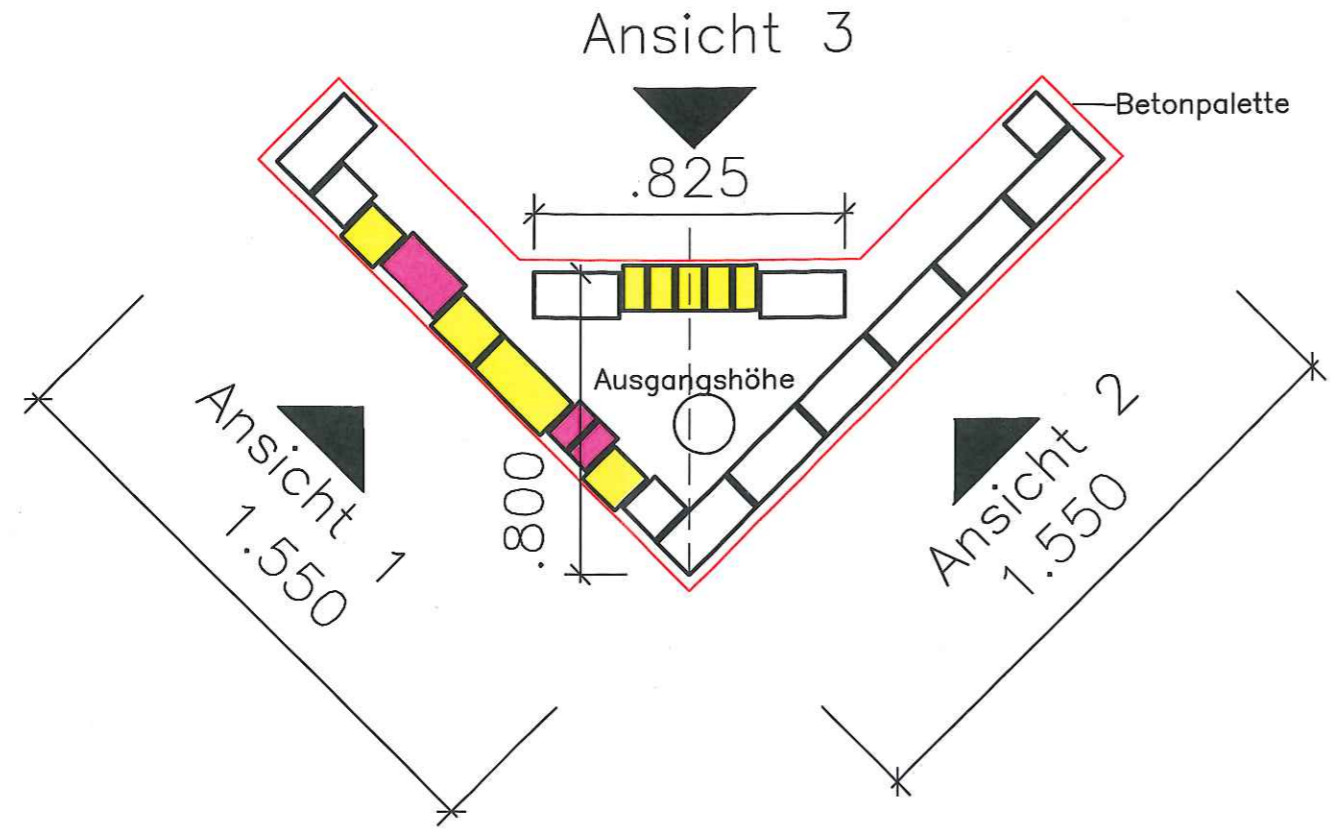 Ansicht 3
Betonpalette
.825
Ausgangshöhe
.800
Ansicht 1
1.550
Ansicht 2
1.550